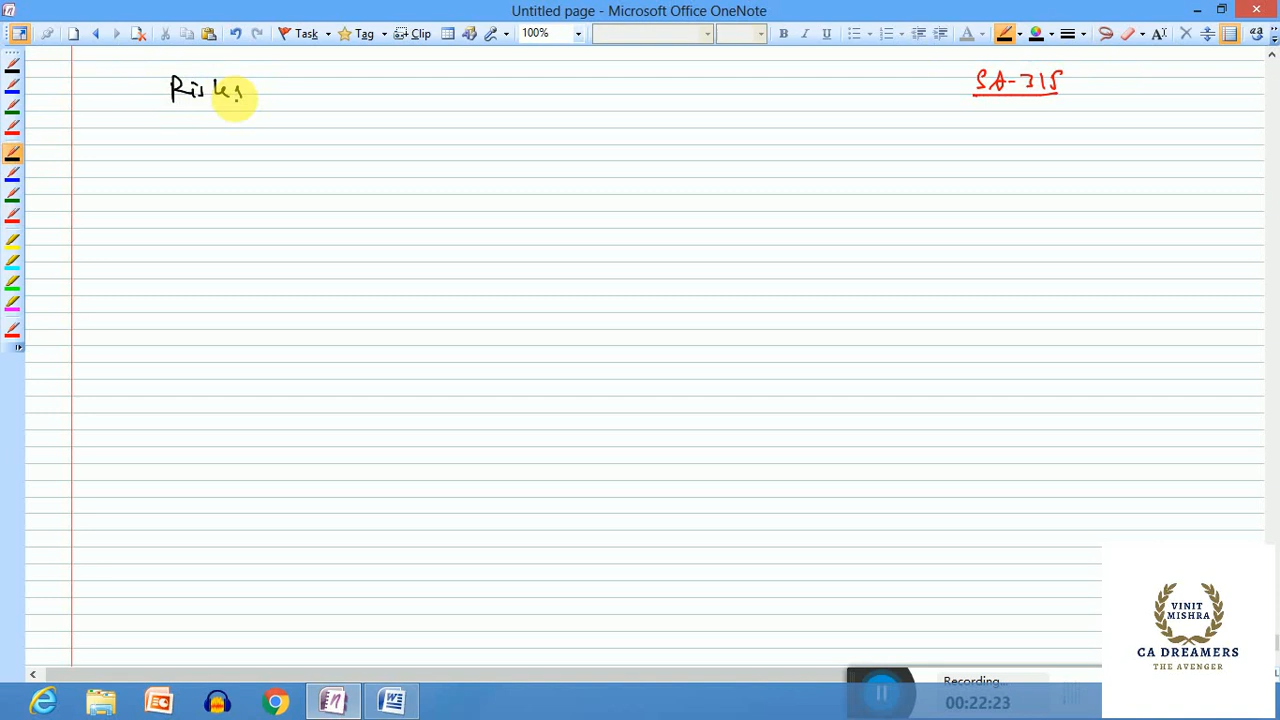 Untitled page - Microsoft Office OneNote
Task Tag Clip 100% B I U
Risks
SA-315
VINIT
MISHRA
CA DREAMERS
THE AVENGER
Recording...
00:22:23